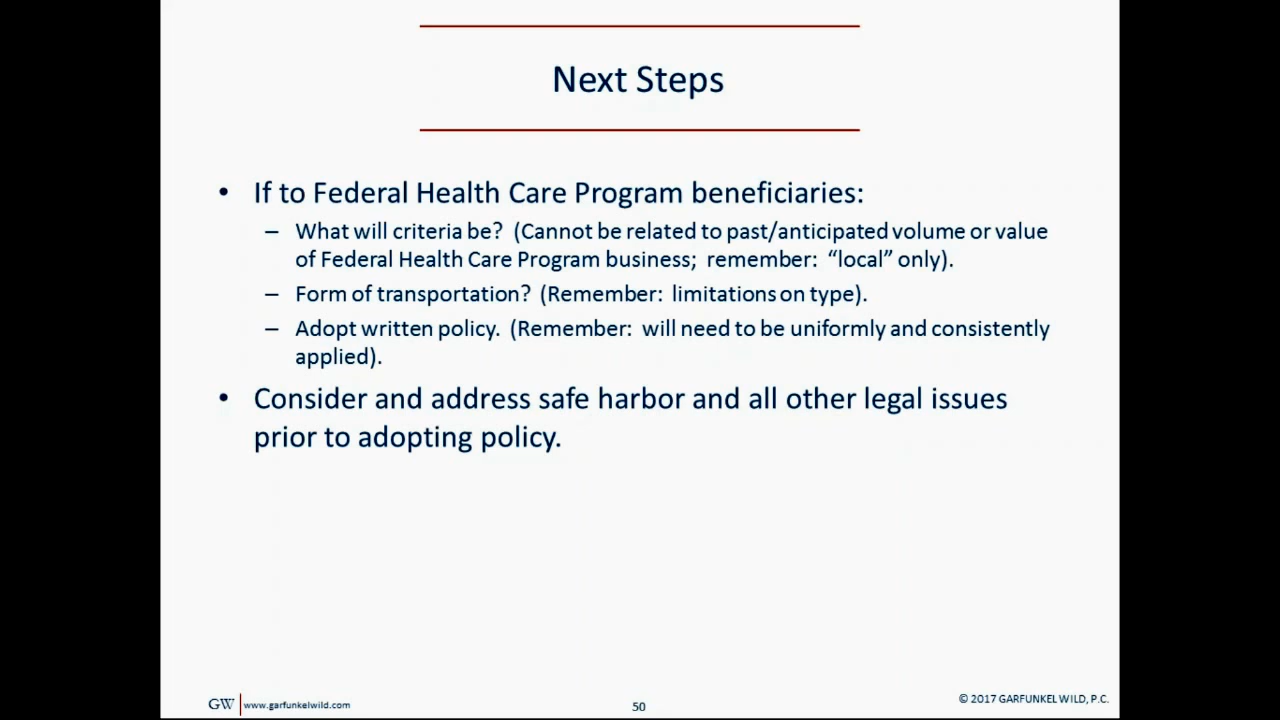 Next Steps
• If to Federal Health Care Program beneficiaries:
– What will criteria be? (Cannot be related to past/anticipated volume or value
of Federal Health Care Program business; remember: “local” only).
– Form of transportation? (Remember: limitations on type).
– Adopt written policy. (Remember: will need to be uniformly and consistently
applied).
• Consider and address safe harbor and all other legal issues
prior to adopting policy.
GW www.garfunkelwild.com
50
© 2017 GARFUNKEL WILD, P.C.